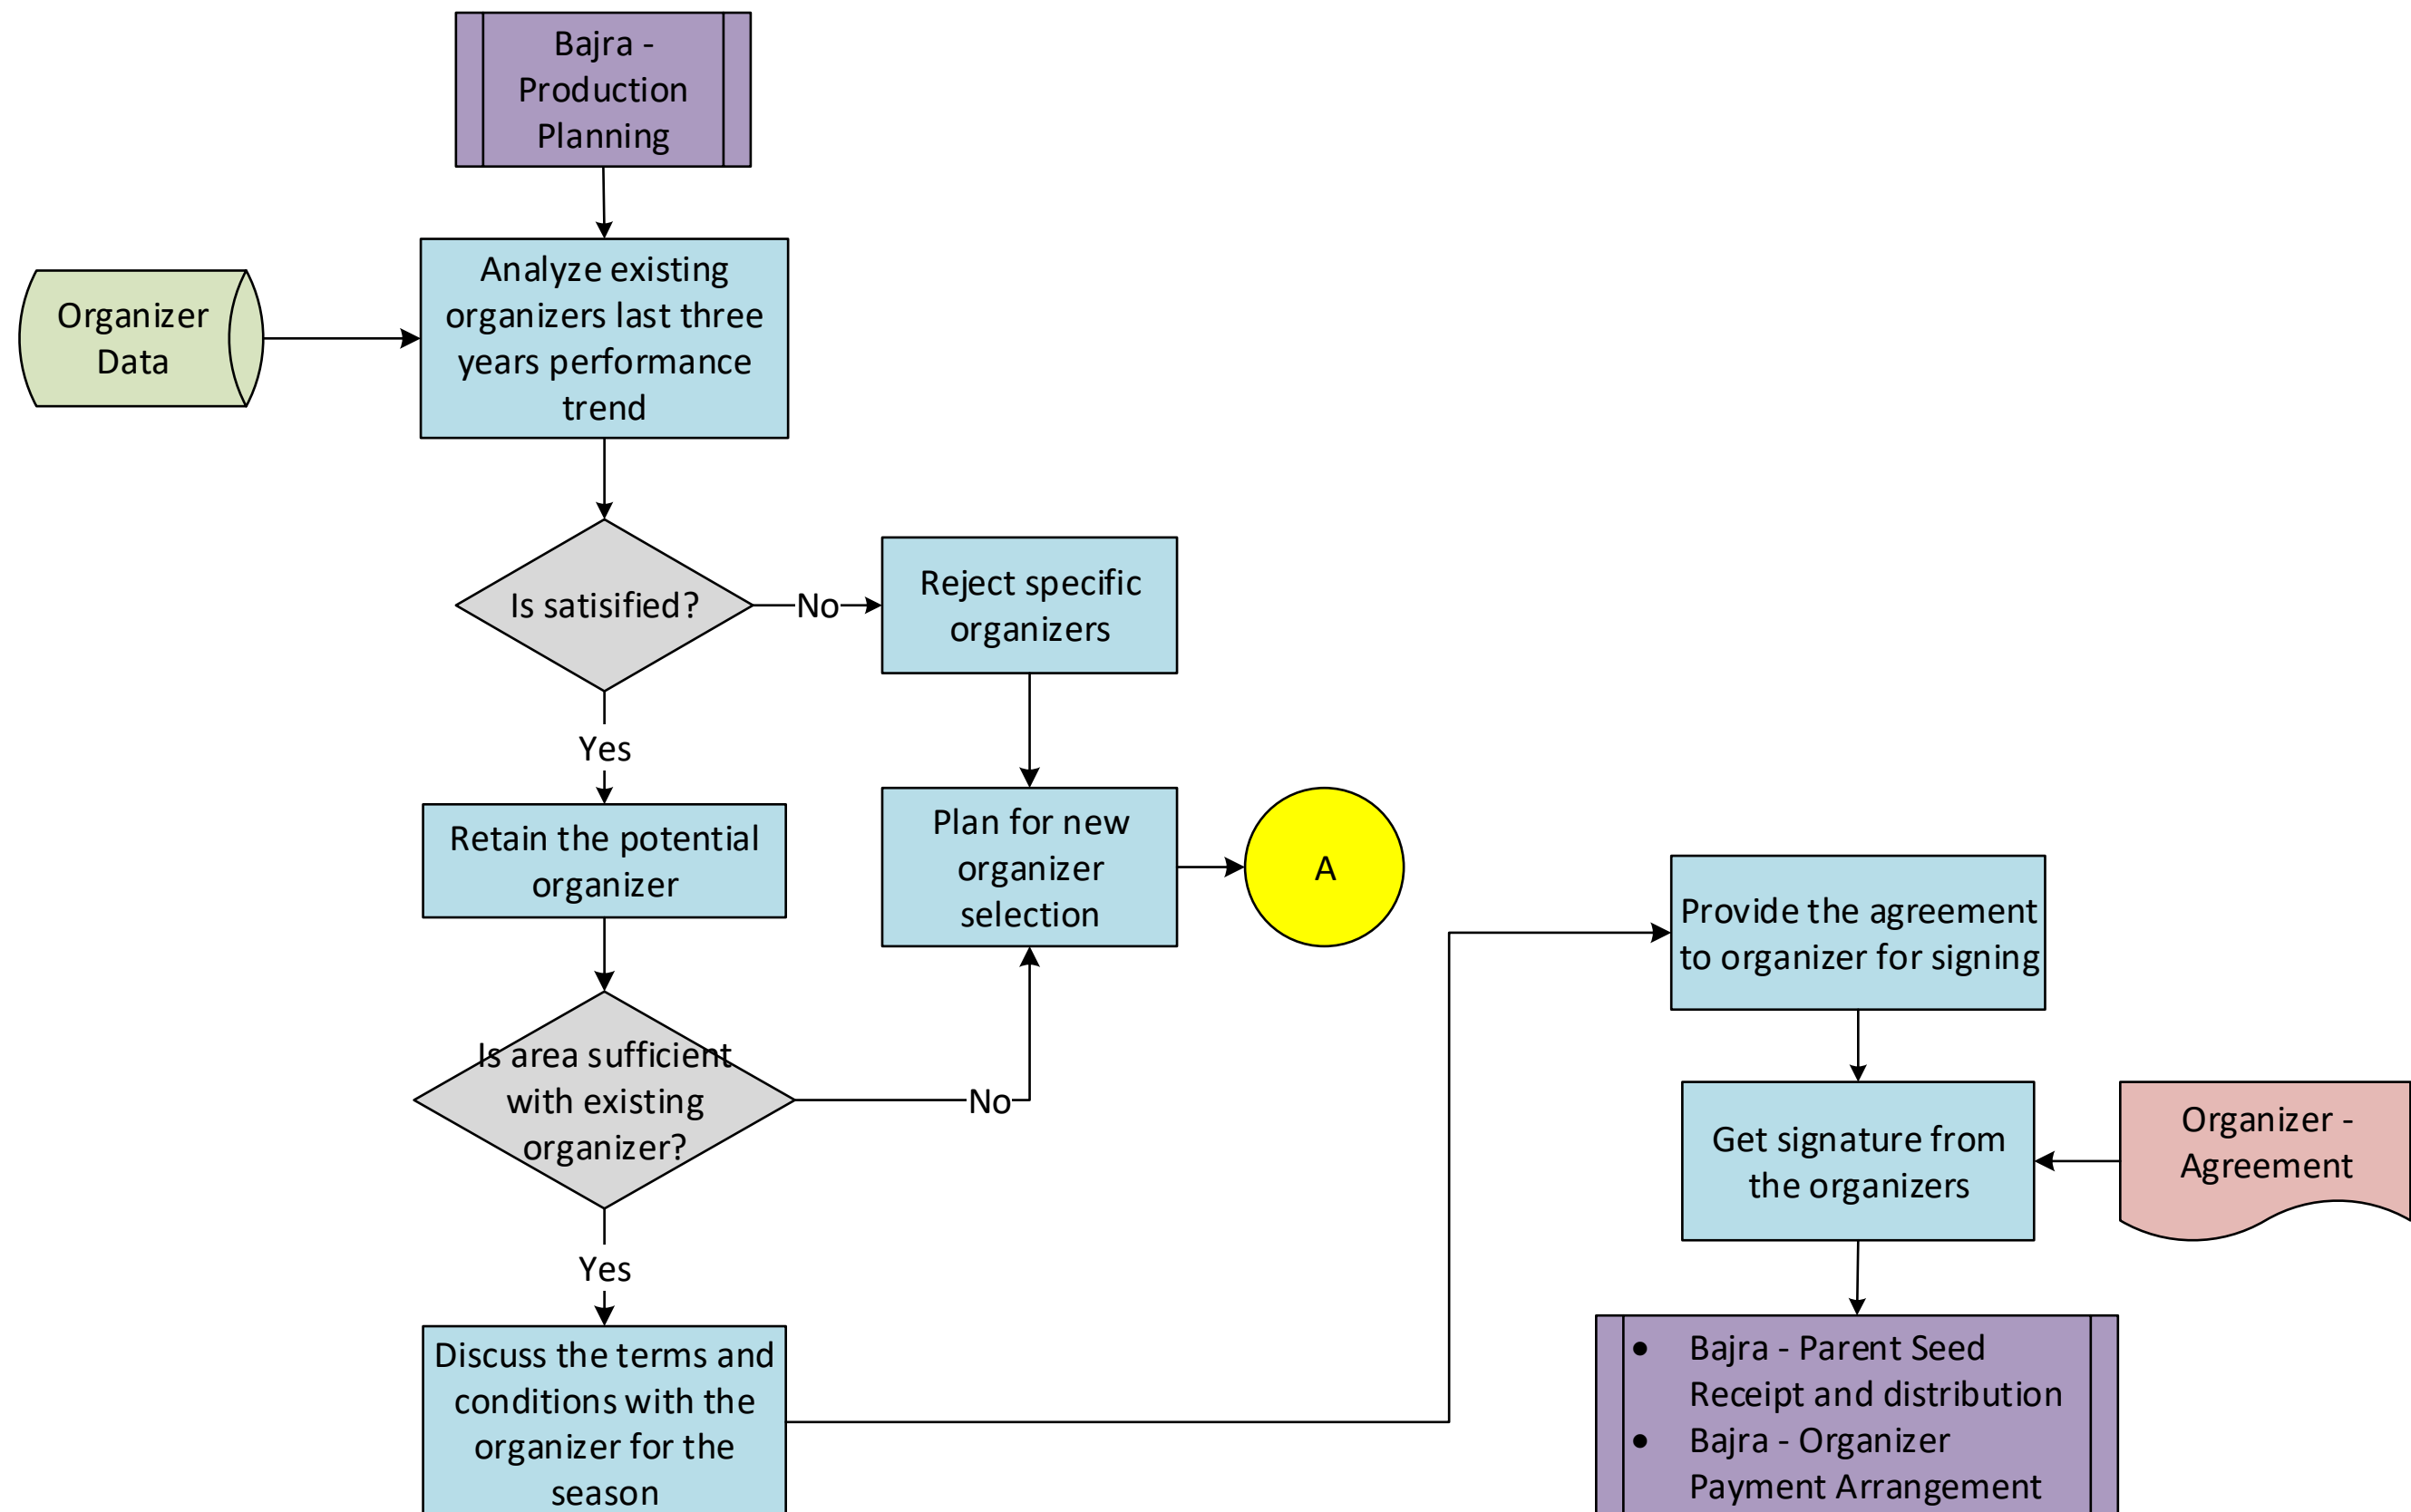 Bajra -
Production
Planning
Organizer
Data
Analyze existing
organizers last three
years performance
trend
Is satisified?
No
Reject specific
organizers
Yes
Retain the potential
organizer
Plan for new
organizer
selection
A
Is area sufficient
with existing
organizer?
No
Yes
Discuss the terms and
conditions with the
organizer for the
season
Provide the agreement
to organizer for signing
Get signature from
the organizers
Organizer -
Agreement
• Bajra - Parent Seed
Receipt and distribution
• Bajra - Organizer
Payment Arrangement